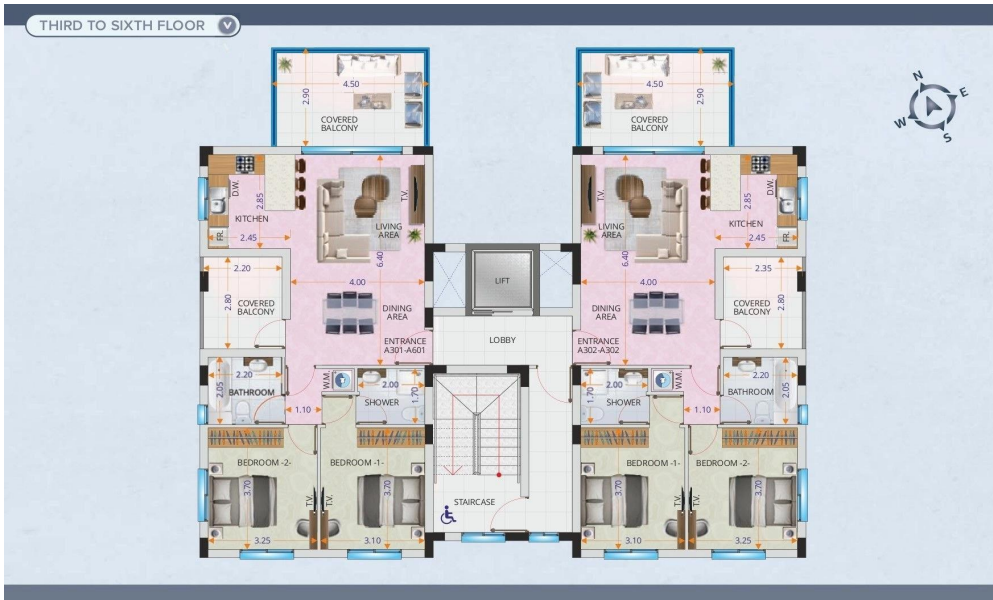 THIRD TO SIXTH FLOOR
N
E
W
S
4.50
2.90
COVERED
BALCONY
4.50
2.90
COVERED
BALCONY
D.W.
2.85
KITCHEN
FR.
2.45
T.V.
LIVING
AREA
6.40
4.00
2.20
2.80
COVERED
BALCONY
DINING
AREA
ENTRANCE
A301-A601
LIFT
LOBBY
T.V.
LIVING
AREA
6.40
4.00
D.W.
2.85
KITCHEN
FR.
2.45
2.35
2.80
COVERED
BALCONY
DINING
AREA
ENTRANCE
A302-A302
2.20
2.05
BATHROOM
W.M.
1.10
2.00
1.70
SHOWER
2.00
1.70
SHOWER
W.M.
1.10
2.20
2.05
BATHROOM
BEDROOM -2-
3.70
T.V.
3.25
BEDROOM -1-
3.70
T.V.
3.10
STAIRCASE
BEDROOM -1-
3.70
T.V.
3.10
BEDROOM -2-
3.70
T.V.
3.25